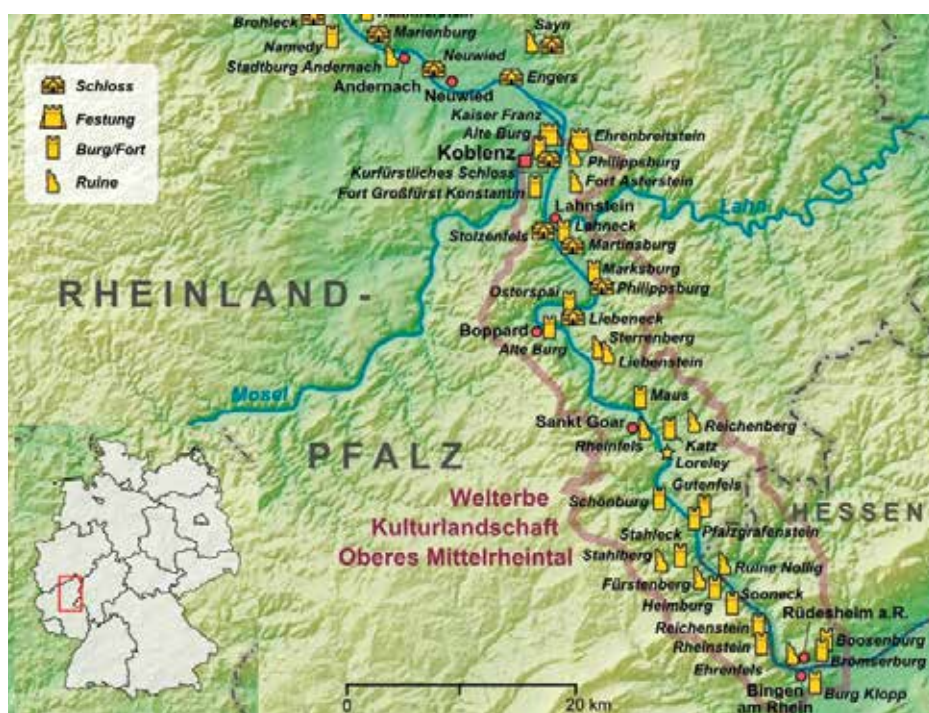 Brohleck
Sayn
Marienburg
Namedy
Neuwied
Stadtburg Andernach
Andernach
Neuwied
Engers
Schloss
Festung
Burg/Fort
Ruine
Kaiser Franz
Alte Burg
Ehrenbreitstein
Koblenz
Philippsburg
Kurfürstliches Schloss
Fort Asterstein
Fort Großfürst Konstantin
Lahnstein
Lahn
Lahneck
Stolzenfels
Martinsburg
Marksburg
RHEINLAND-
Philippsburg
Osterspai
Liebeneck
Boppard
Sterrenberg
Alte Burg
Liebenstein
Mosel
Maus
Sankt Goar
Reichenberg
Rheinfels
Katz
PFALZ
Loreley
Gutenfels
Welterbe
Schönburg
HESSEN
Kulturlandschaft
Pfalzgrafenstein
Stahleck
Oberes Mittelrheintal
Stahlberg
Ruine Nollig
Fürstenberg
Sooneck
Heimburg
Rüdesheim a.R.
Reichenstein
Boosenburg
Rheinstein
Brömserburg
Ehrenfels
Bingen
am Rhein
Burg Klopp
20 km